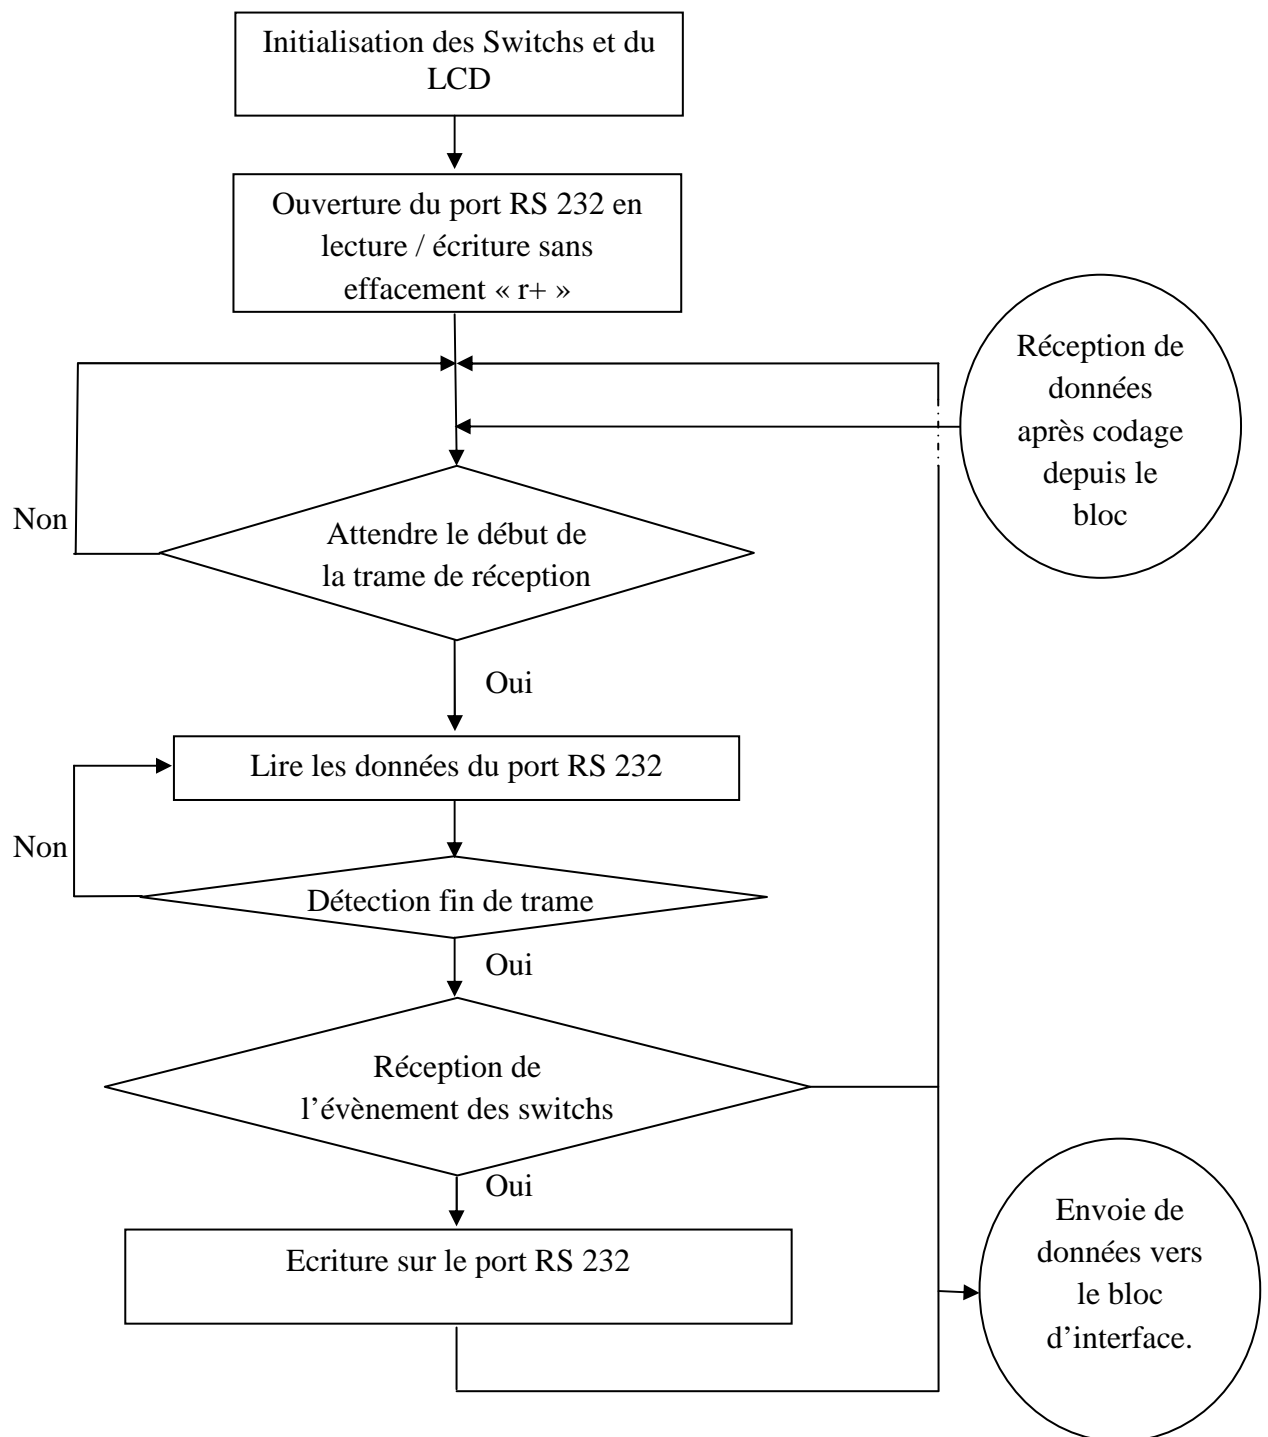 Initialisation des Switchs et du
LCD
Ouverture du port RS 232 en
lecture / écriture sans
effacement « r+ »
Réception de
données
après codage
depuis le
bloc
Non
Attendre le début de
la trame de réception
Oui
Lire les données du port RS 232
Non
Détection fin de trame
Oui
Réception de
l’évènement des switchs
Oui
Ecriture sur le port RS 232
Envoie de
données vers
le bloc
d’interface.